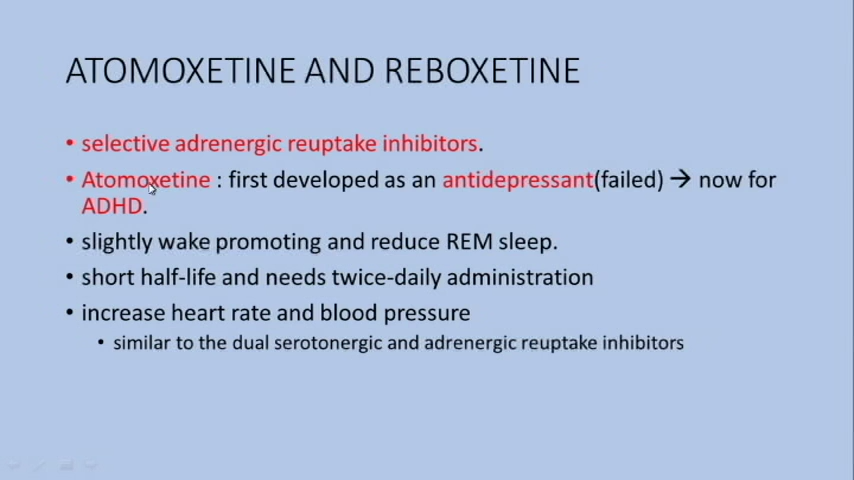 ATOMOXETINE AND REBOXETINE
• selective adrenergic reuptake inhibitors.
• Atomoxetine : first developed as an antidepressant(failed) → now for
ADHD.
• slightly wake promoting and reduce REM sleep.
• short half-life and needs twice-daily administration
• increase heart rate and blood pressure
• similar to the dual serotonergic and adrenergic reuptake inhibitors